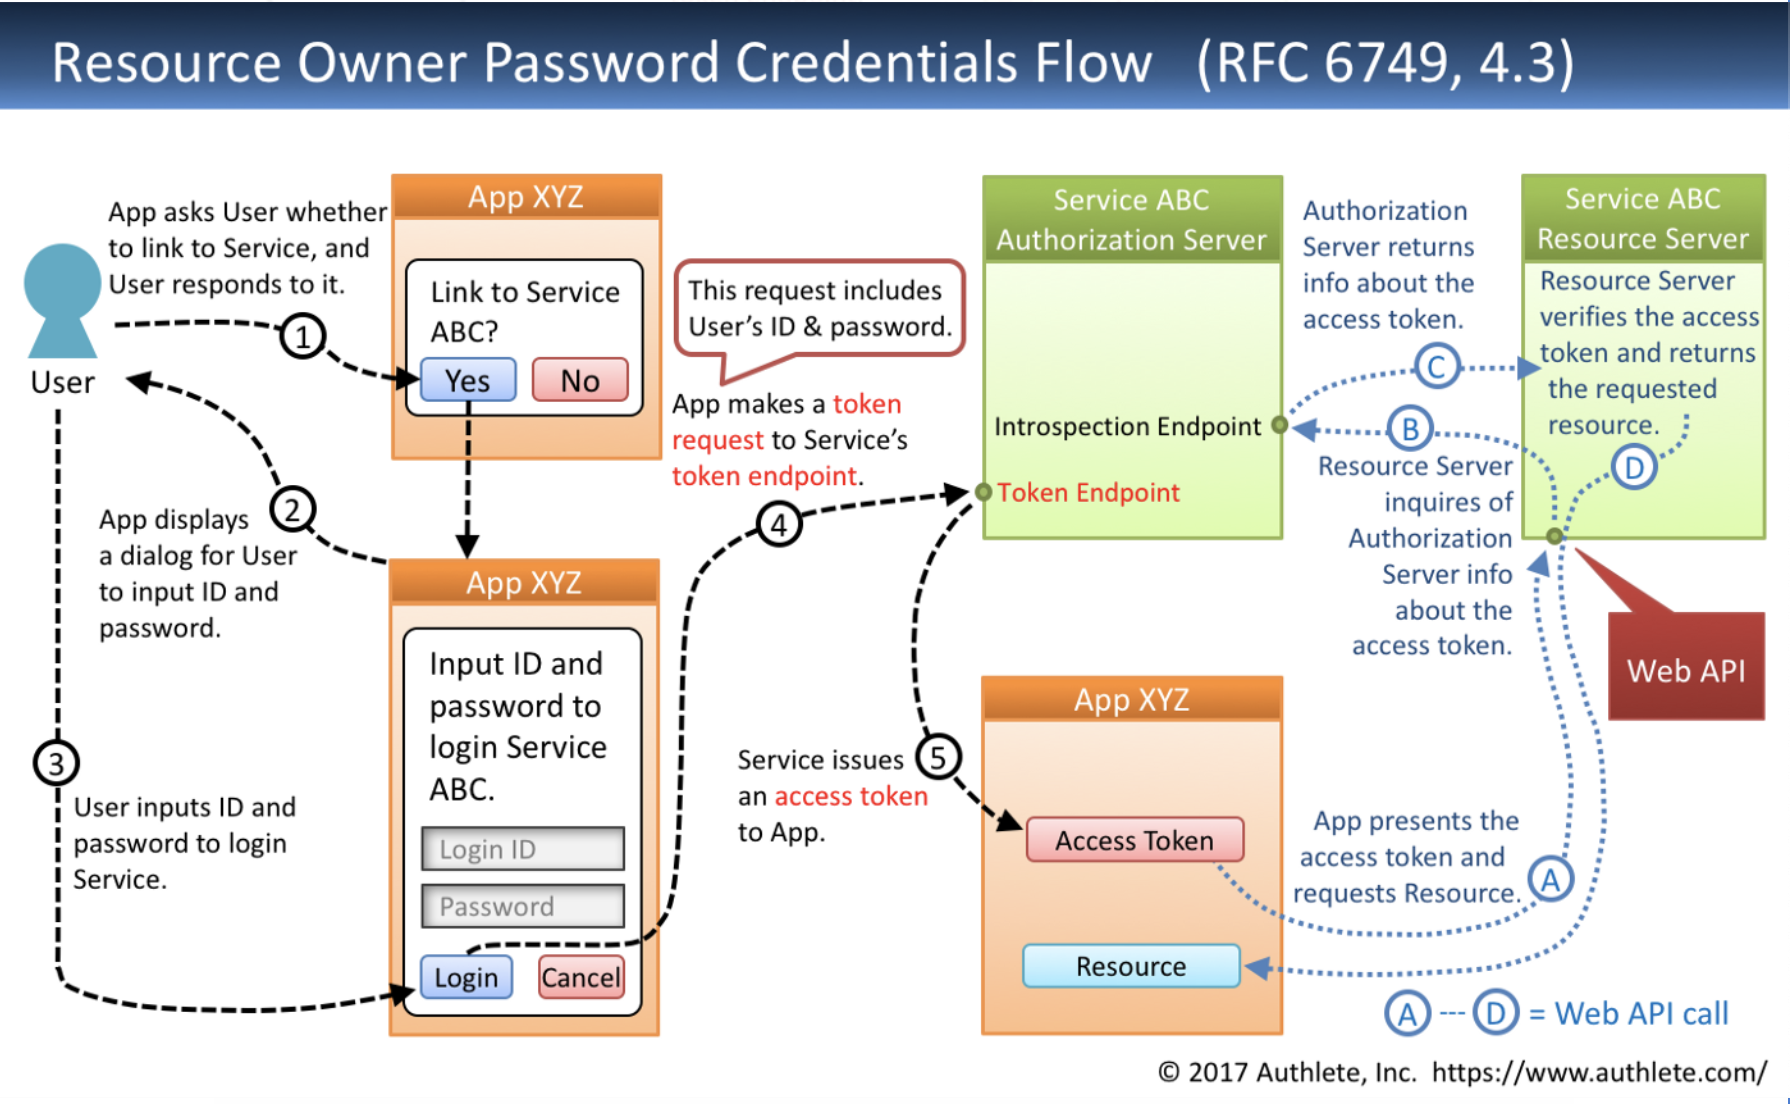 Resource Owner Password Credentials Flow (RFC 6749, 4.3)
App asks User whether
to link to Service, and
User responds to it.
1
User
App XYZ
Link to Service
ABC?
Yes
No
2
App displays
a dialog for User
to input ID and
password.
3
User inputs ID and
password to login
Service.
App XYZ
Input ID and
password to
login Service
ABC.
Login ID
Password
Login
Cancel
This request includes
User's ID & password.
App makes a token
request to Service's
token endpoint.
4
Service ABC
Authorization Server
Introspection Endpoint
Token Endpoint
5
Service issues
an access token
to App.
App XYZ
Access Token
Resource
App presents the
access token and
requests Resource.
A
Resource Server
inquires of
Authorization
Server info
about the
access token.
B
Authorization
Server returns
info about the
access token.
C
Service ABC
Resource Server
Resource Server
verifies the access
token and returns
the requested
resource.
D
Web API
A --- D = Web API call
© 2017 Authlete, Inc. https://www.authlete.com/